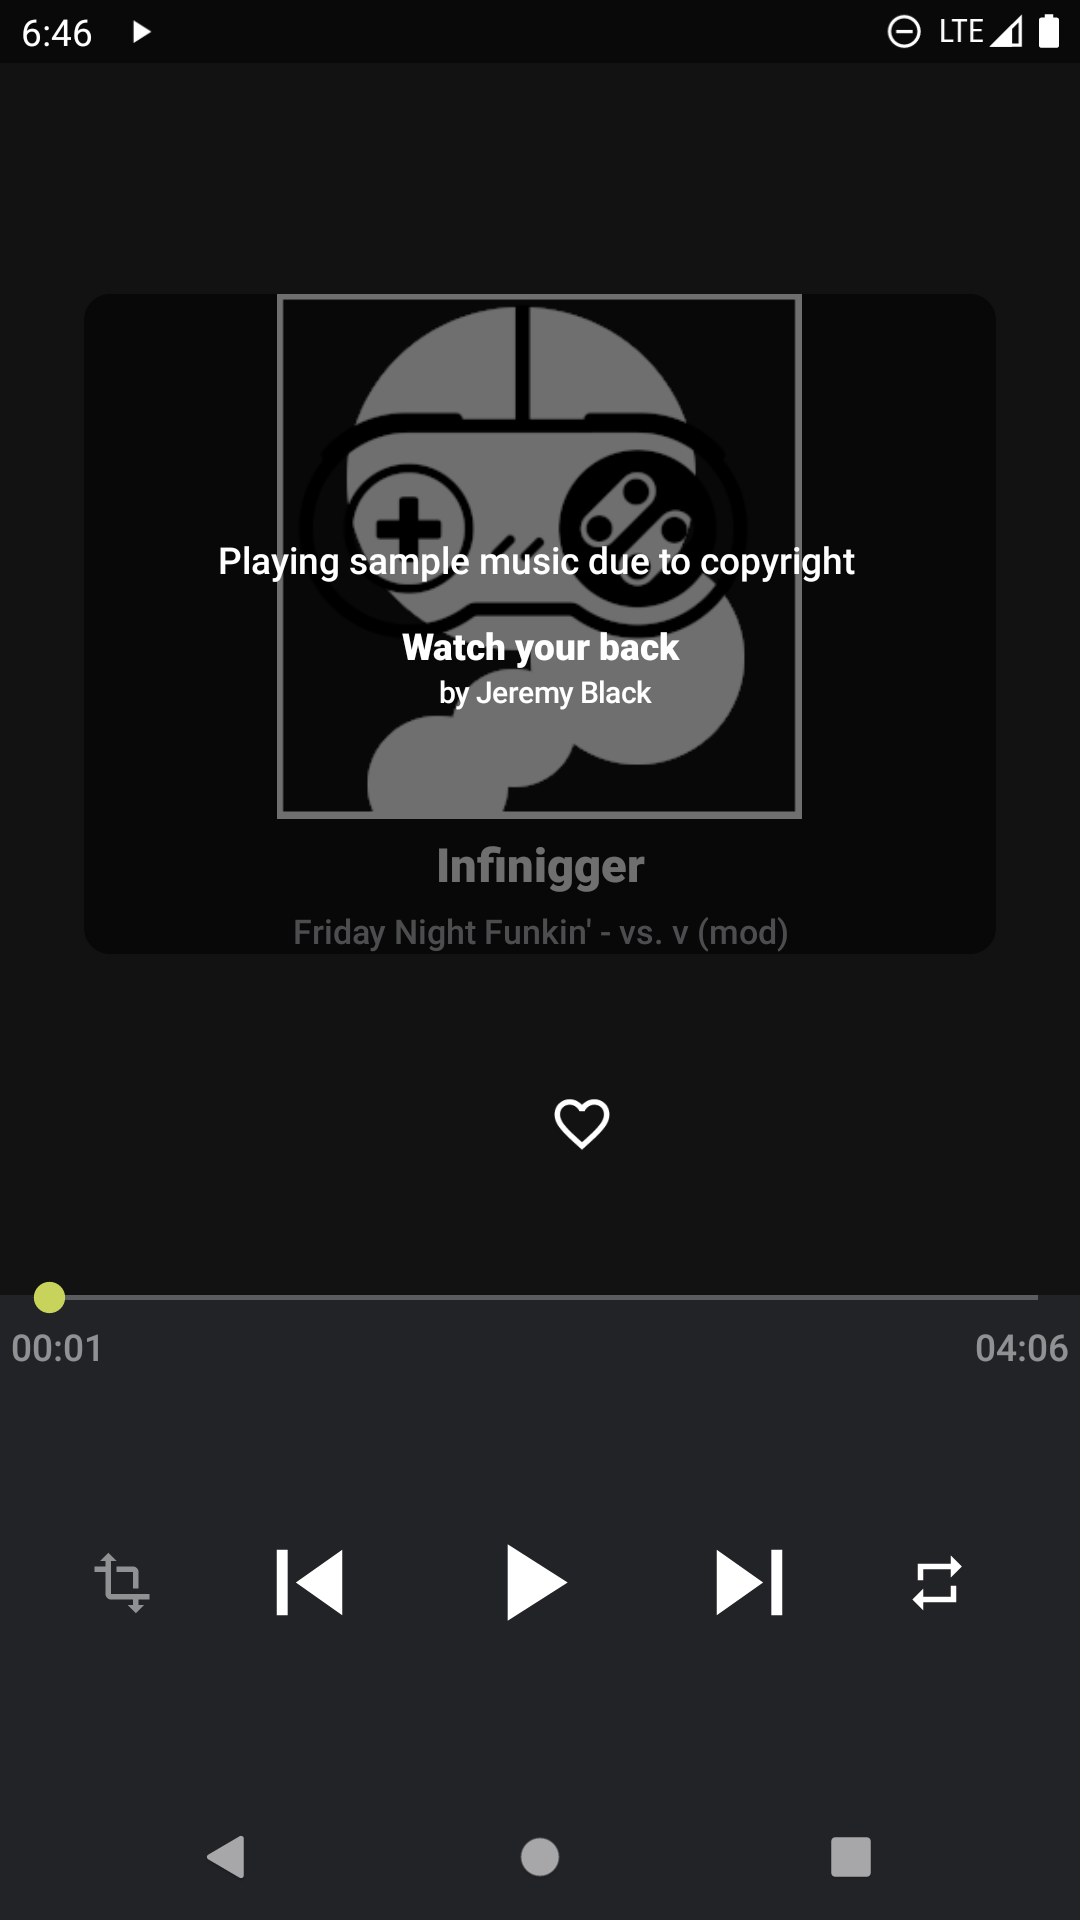 6:46
LTE
Playing sample music due to copyright
Watch your back
by Jeremy Black
Infinigger
Friday Night Funkin' - vs. v (mod)
00:01
04:06